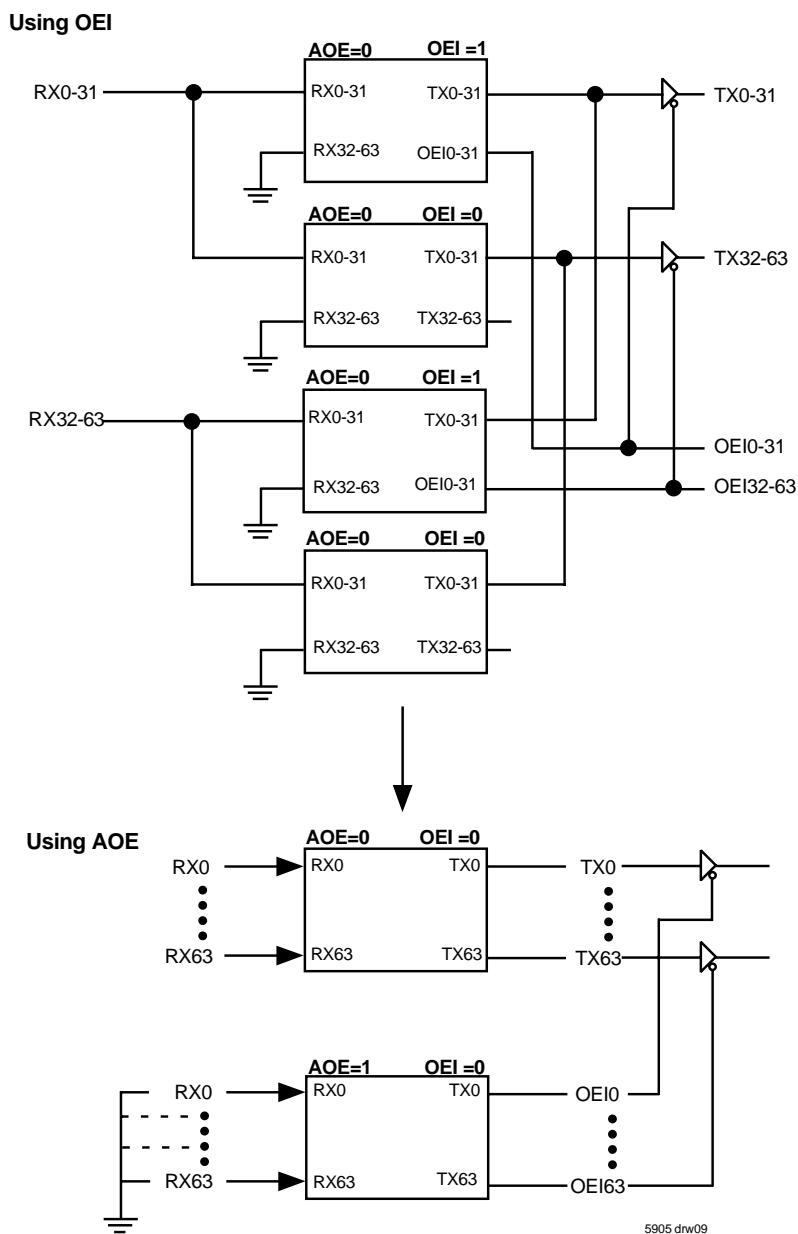 Using OEI
AOE=0 OEI =1
RX0-31 RX0-31 TX0-31 TX0-31
RX32-63 OEI0-31
AOE=0 OEI =0
RX0-31 TX0-31 TX32-63
RX32-63 TX32-63
AOE=0 OEI =1
RX32-63 RX0-31 TX0-31
OEI0-31
RX32-63 OEI0-31 OEI32-63
AOE=0 OEI =0
RX0-31 TX0-31
RX32-63 TX32-63
Using AOE
AOE=0 OEI =0
RX0 RX0 TX0 TX0
RX63 RX63 TX63 TX63
AOE=1 OEI =0
RX0 RX0 TX0 OEI0
RX63 RX63 TX63 OEI63
5905 drw09